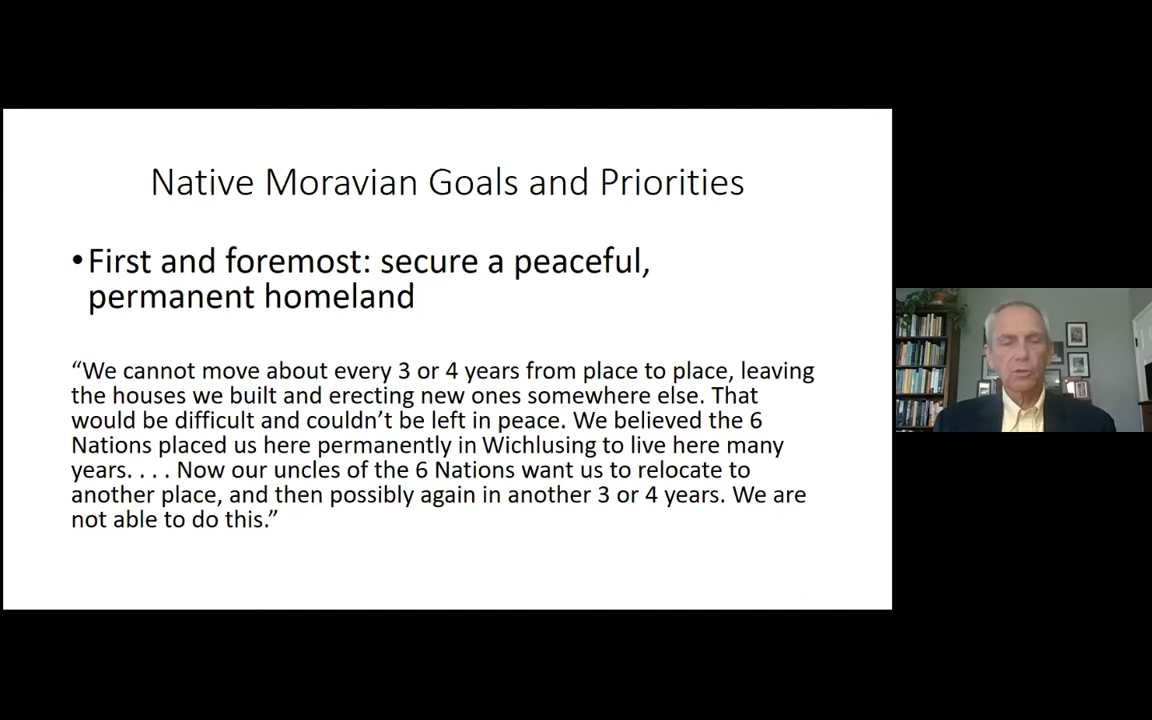 Native Moravian Goals and Priorities
•First and foremost: secure a peaceful,
permanent homeland
“We cannot move about every 3 or 4 years from place to place, leaving
the houses we built and erecting new ones somewhere else. That
would be difficult and couldn’t be left in peace. We believed the 6
Nations placed us here permanently in Wichlusing to live here many
years. . . . Now our uncles of the 6 Nations want us to relocate to
another place, and then possibly again in another 3 or 4 years. We are
not able to do this.”